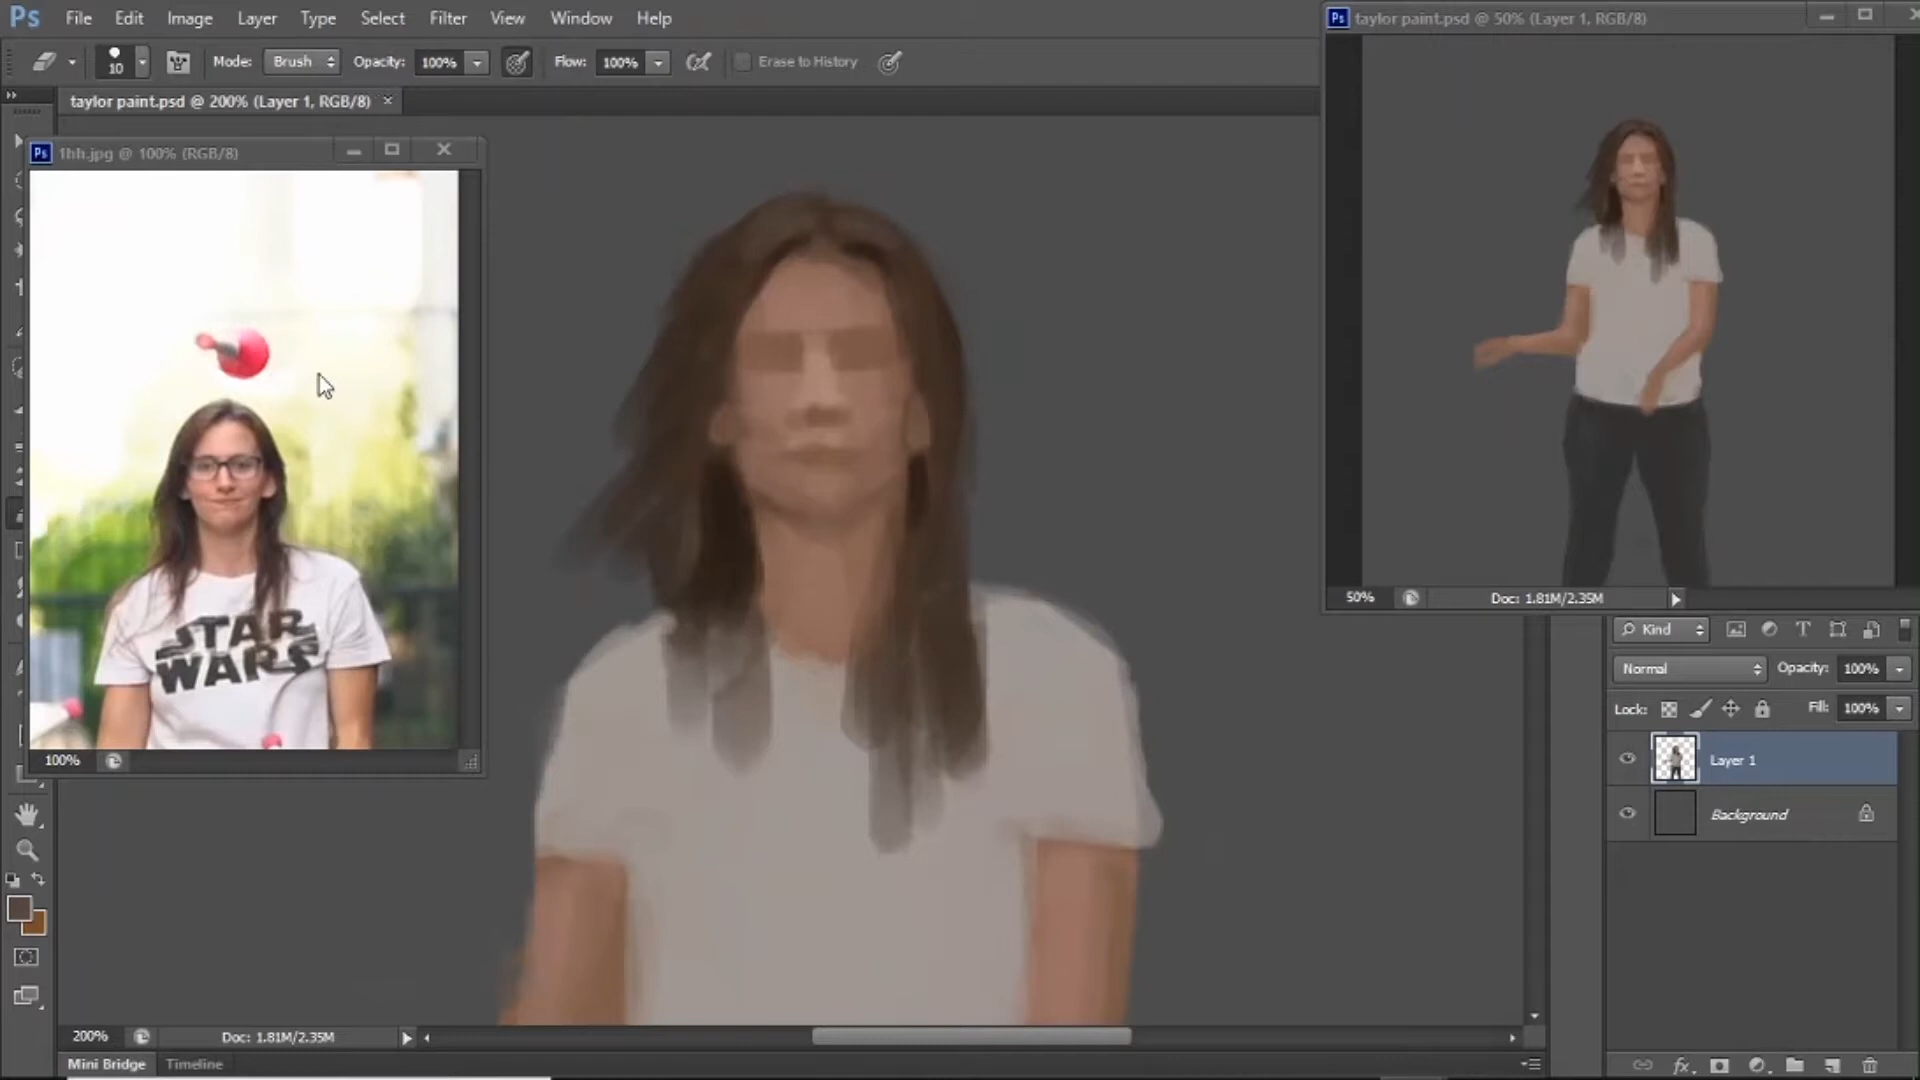 Ps File Edit Image Layer Type Select Filter View Window Help
10 Mode: Brush Opacity: 100% Flow: 100% Erase to History
taylor paint.psd @ 200% (Layer 1, RGB/8) ×
Ps 1hh.jpg @ 100% (RGB/8)
STAR
WARS
100%
Ps taylor paint.psd @ 50% (Layer 1, RGB/8)
50% Doc: 1.81M/2.35M
Kind
Normal Opacity: 100%
Lock: Fill: 100%
Layer 1
Background
200% Doc: 1.81M/2.35M
Mini Bridge Timeline